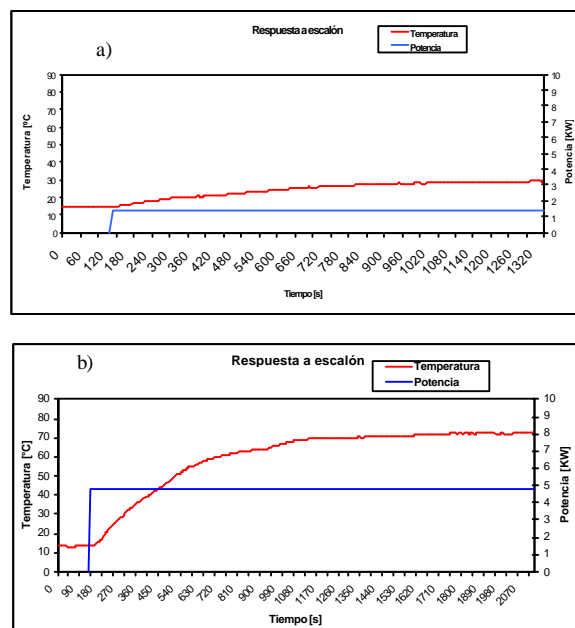 a)
Respuesta a escalón
Temperatura
Potencia
Temperatura [ºC
90
80
70
60
50
40
30
20
10
0
10
9
8
7
6
5
4
3
2
1
0
Potencia [KW]
0 60 120 180 240 300 360 420 480 540 600 660 720 780 840 900 960 1020 1080 1140 1200 1260 1320
Tiempo [s]
b)
Respuesta a escalón
Temperatura
Potencia
Temperatura [°C]
90
80
70
60
50
40
30
20
10
0
10
9
8
7
6
5
4
3
2
1
0
Potencia [KW]
0 90 180 270 360 450 540 630 720 810 900 990 1080 1170 1260 1350 1440 1530 1620 1710 1800 1890 1980 2070
Tiempo [s]